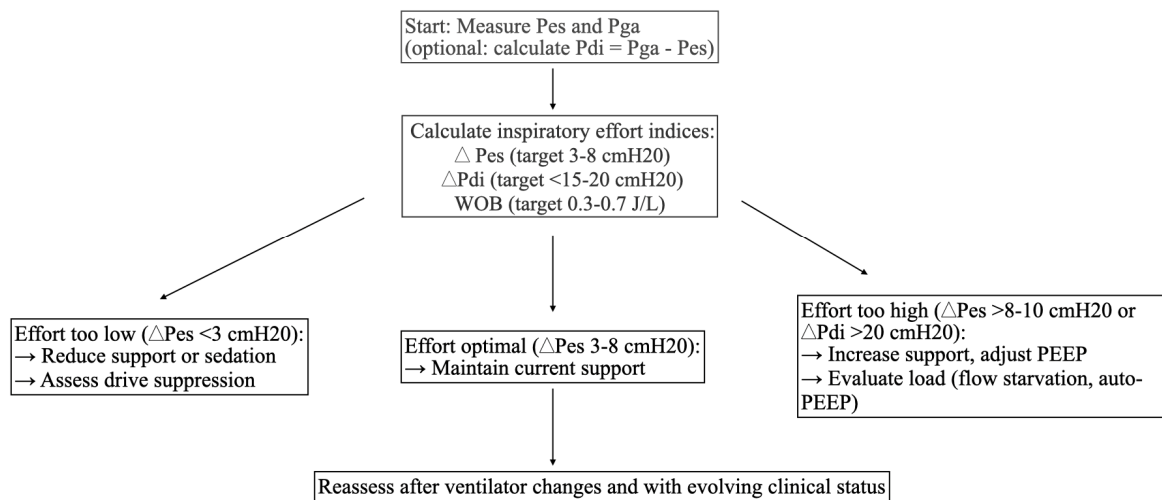 Start: Measure Pes and Pga
(optional: calculate Pdi = Pga - Pes)
Calculate inspiratory effort indices:
△ Pes (target 3-8 cmH20)
△Pdi (target <15-20 cmH20)
WOB (target 0.3-0.7 J/L)
Effort too low (△Pes <3 cmH20):
→ Reduce support or sedation
→ Assess drive suppression
Effort optimal (△Pes 3-8 cmH20):
→ Maintain current support
Effort too high (△Pes >8-10 cmH20 or
△Pdi >20 cmH20):
→ Increase support, adjust PEEP
→ Evaluate load (flow starvation, auto-
PEEP)
Reassess after ventilator changes and with evolving clinical status